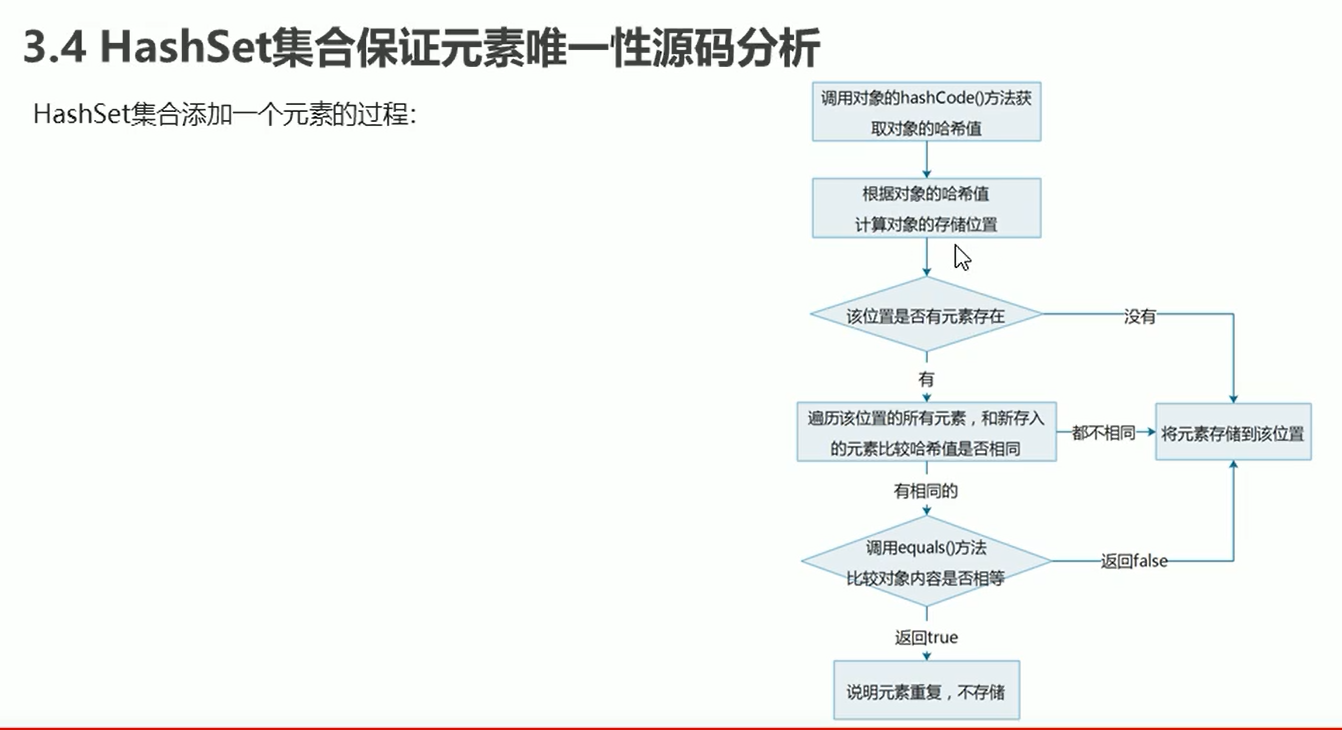 3.4 HashSet集合保证元素唯一性源码分析
HashSet集合添加一个元素的过程：
调用对象的hashCode()方法获
取对象的哈希值
根据对象的哈希值
计算对象的存储位置
该位置是否有元素存在
没有
有
遍历该位置的所有元素，和新存入
的元素比较哈希值是否相同
都不相同
将元素存储到该位置
有相同的
调用equals()方法
比较对象内容是否相等
返回false
返回true
说明元素重复，不存储